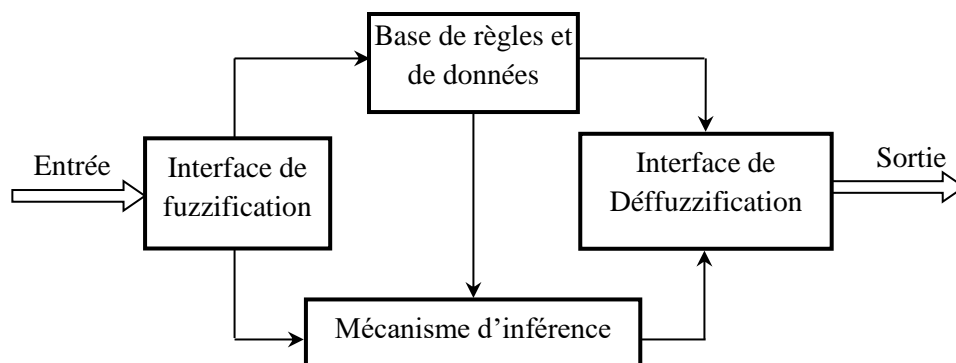 Base de règles et
de données
Entrée
Interface de
fuzzification
Interface de
Déffuzzification
Sortie
Mécanisme d’inférence